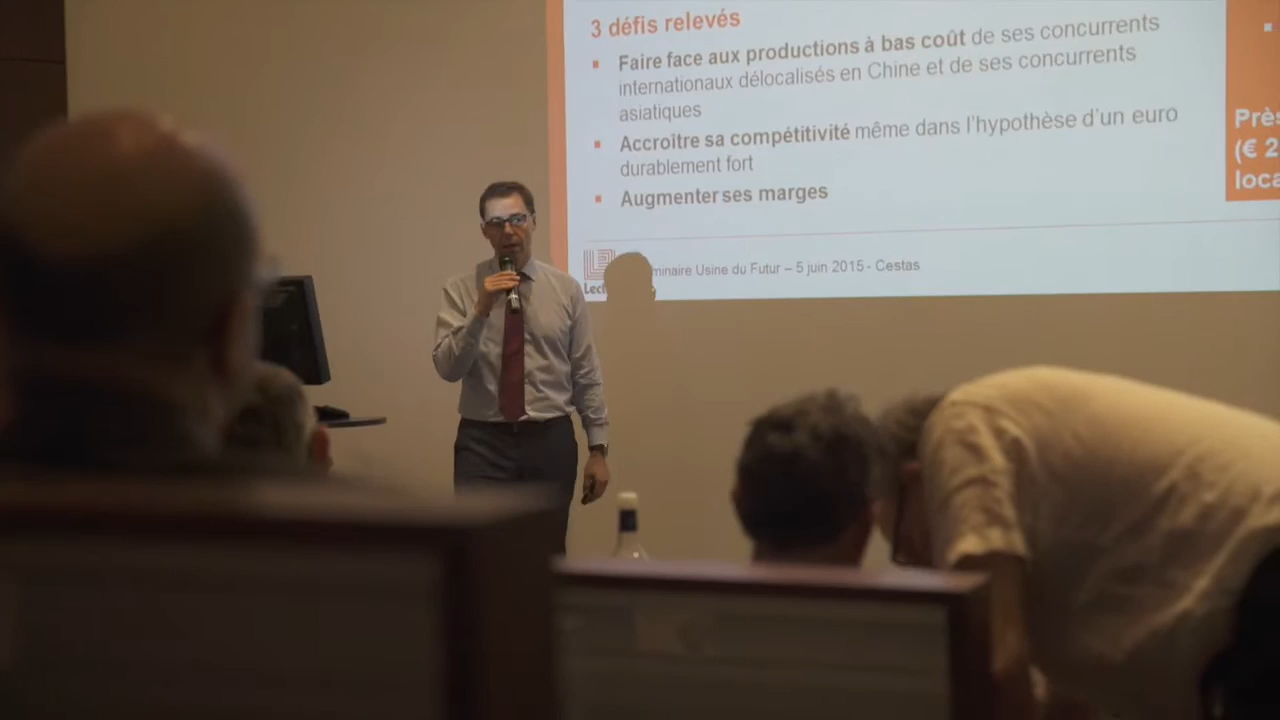 3 défis relevés
Faire face aux productions à bas coût de ses concurrents
internationaux délocalisés en Chine et de ses concurrents
asiatiques
Accroître sa compétitivité même dans l'hypothèse d'un euro
durablement fort
Augmenter ses marges
minaire Usine du Futur – 5 juin 2015 - Cestas
Lec
Près
(€ 2
loca